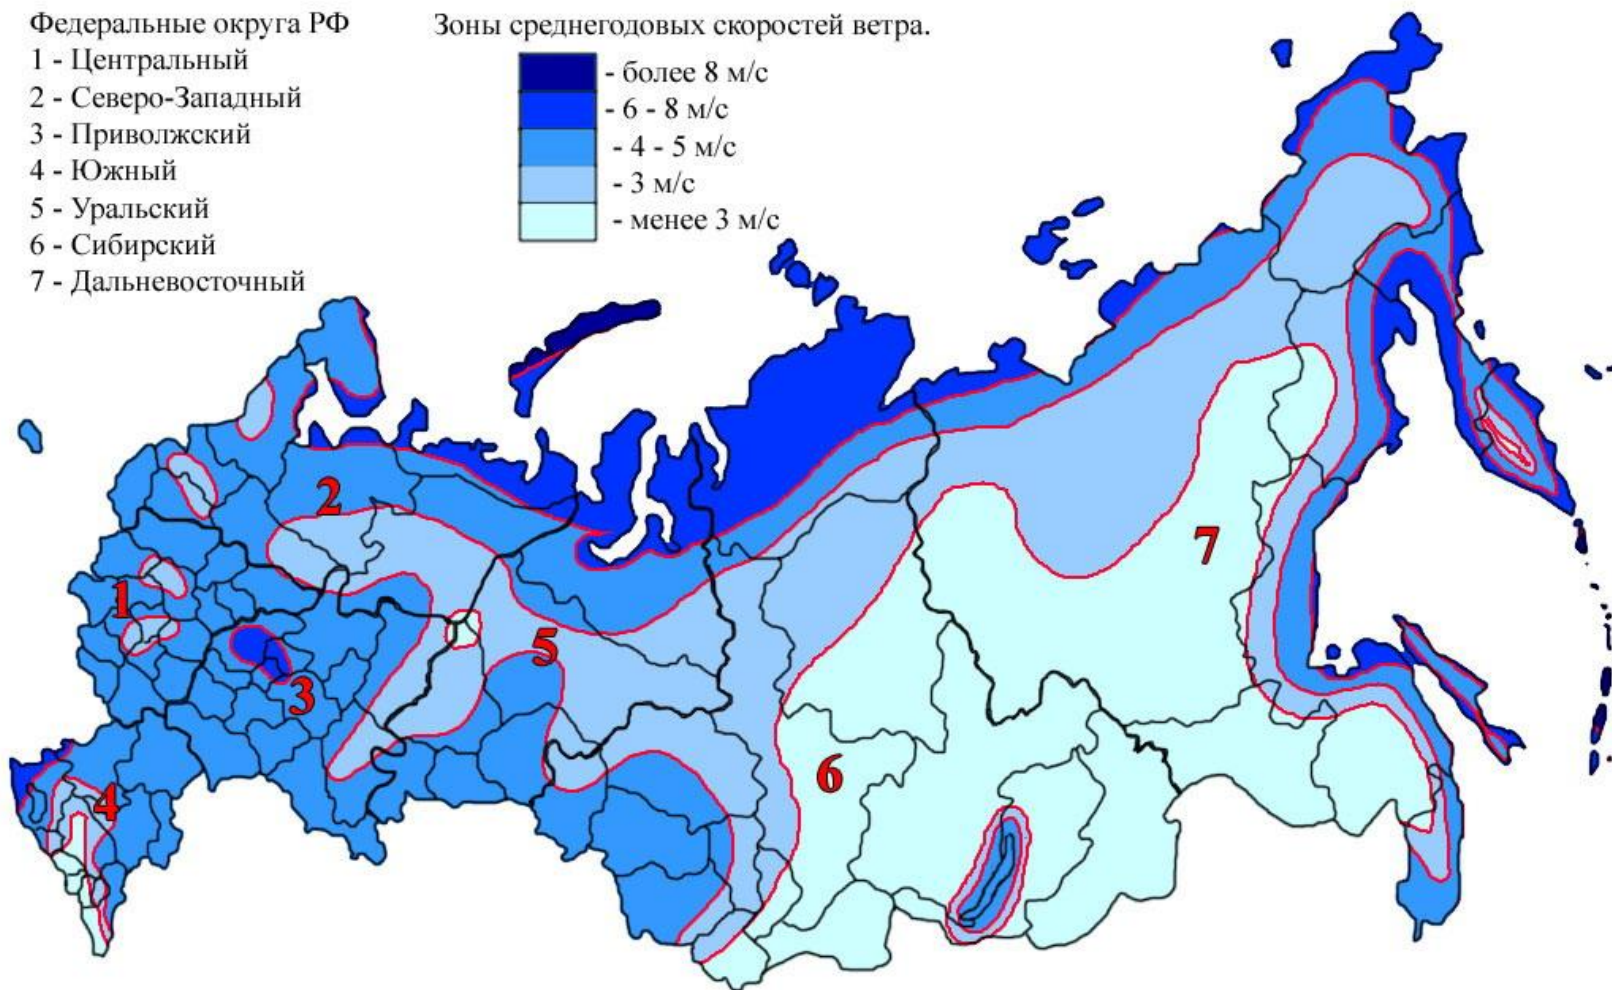 Федеральные округа РФ
1 - Центральный
2 - Северо-Западный
3 - Приволжский
4 - Южный
5 - Уральский
6 - Сибирский
7 - Дальневосточный
Зоны среднегодовых скоростей ветра.
- более 8 м/с
- 6 - 8 м/с
- 4 - 5 м/с
- 3 м/с
- менее 3 м/с
2
7
1
5
3
6
4